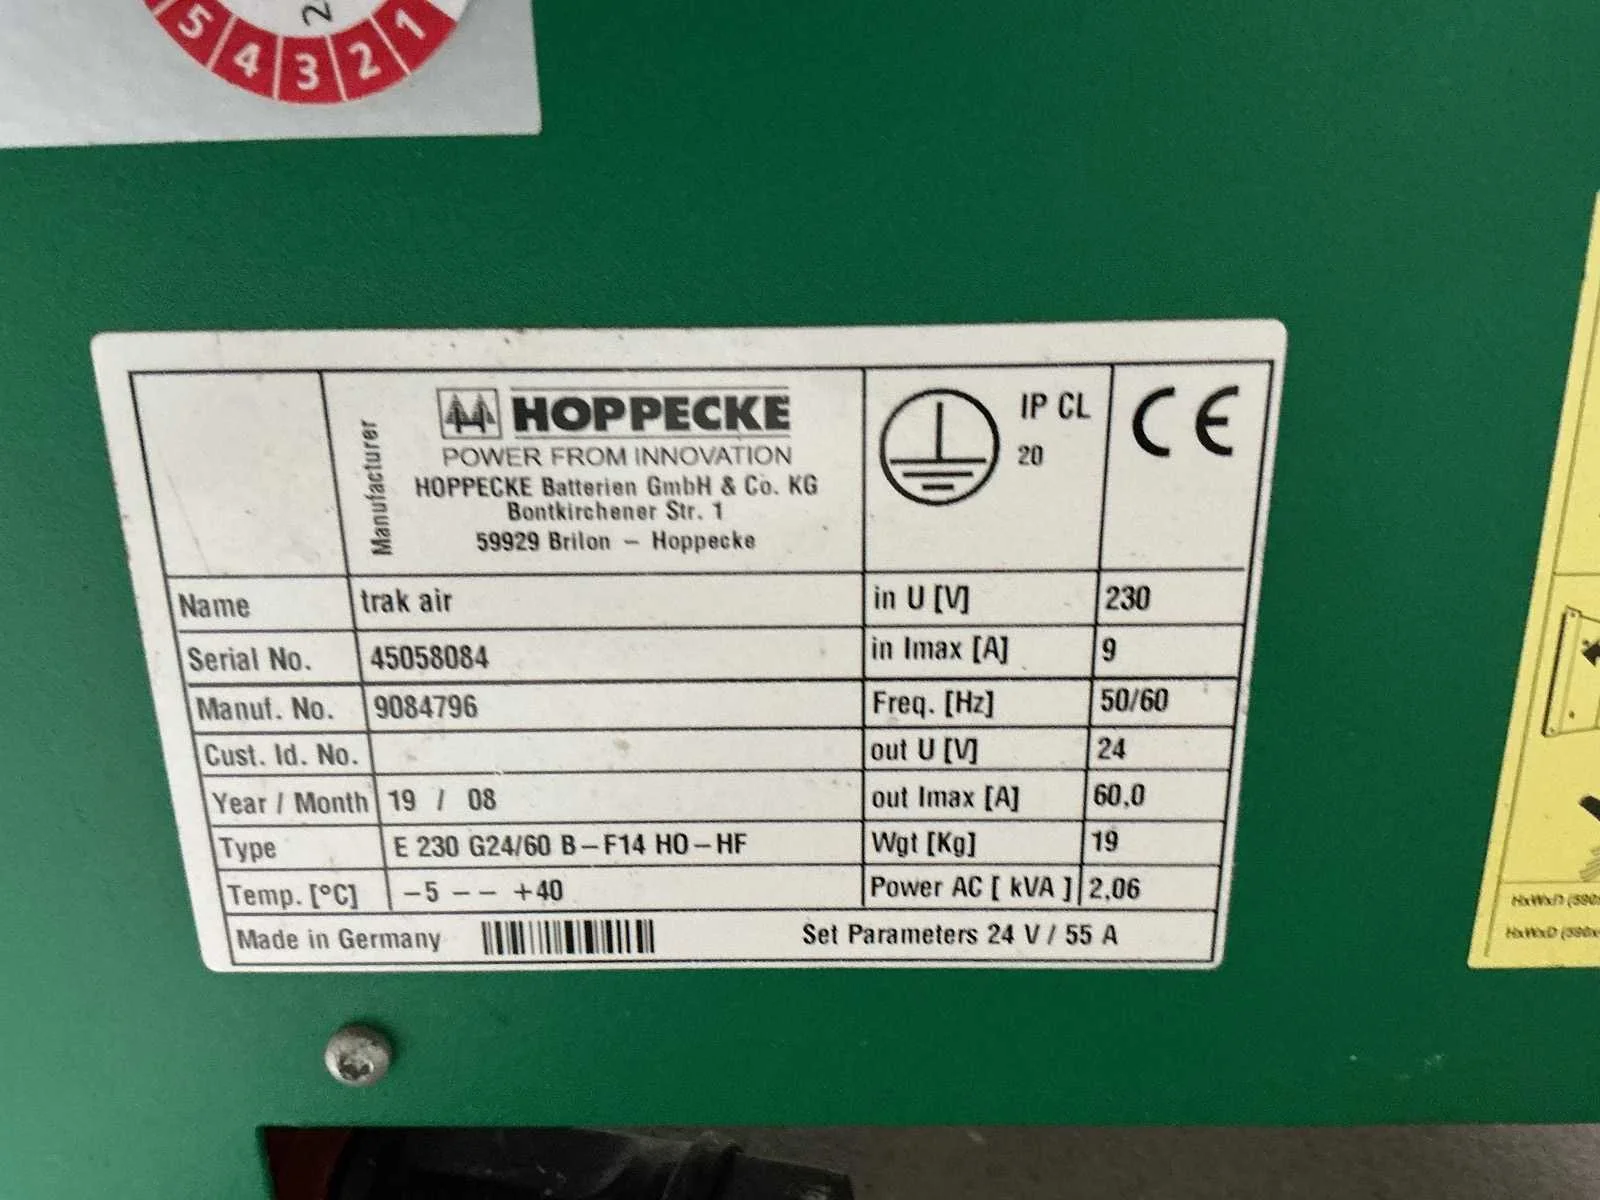 5 4 3 2 1
2
HOPPECKE
POWER FROM INNOVATION
Manufacturer
HOPPECKE Batterien GmbH & Co. KG
Bontkirchener Str. 1
59929 Brilon – Hoppecke
IP CL
20
CE
Name trak air in U [V] 230
Serial No. 45058084 in Imax [A] 9
Manuf. No. 9084796 Freq. [Hz] 50/60
Cust. Id. No. out U [V] 24
Year / Month 19 / 08 out Imax [A] 60,0
Type E 230 G24/60 B–F14 HO–HF Wgt [Kg] 19
Temp. [°C] –5 –– +40 Power AC [ kVA ] 2,06
Made in Germany Set Parameters 24 V / 55 A
HxWxD
HxWxD